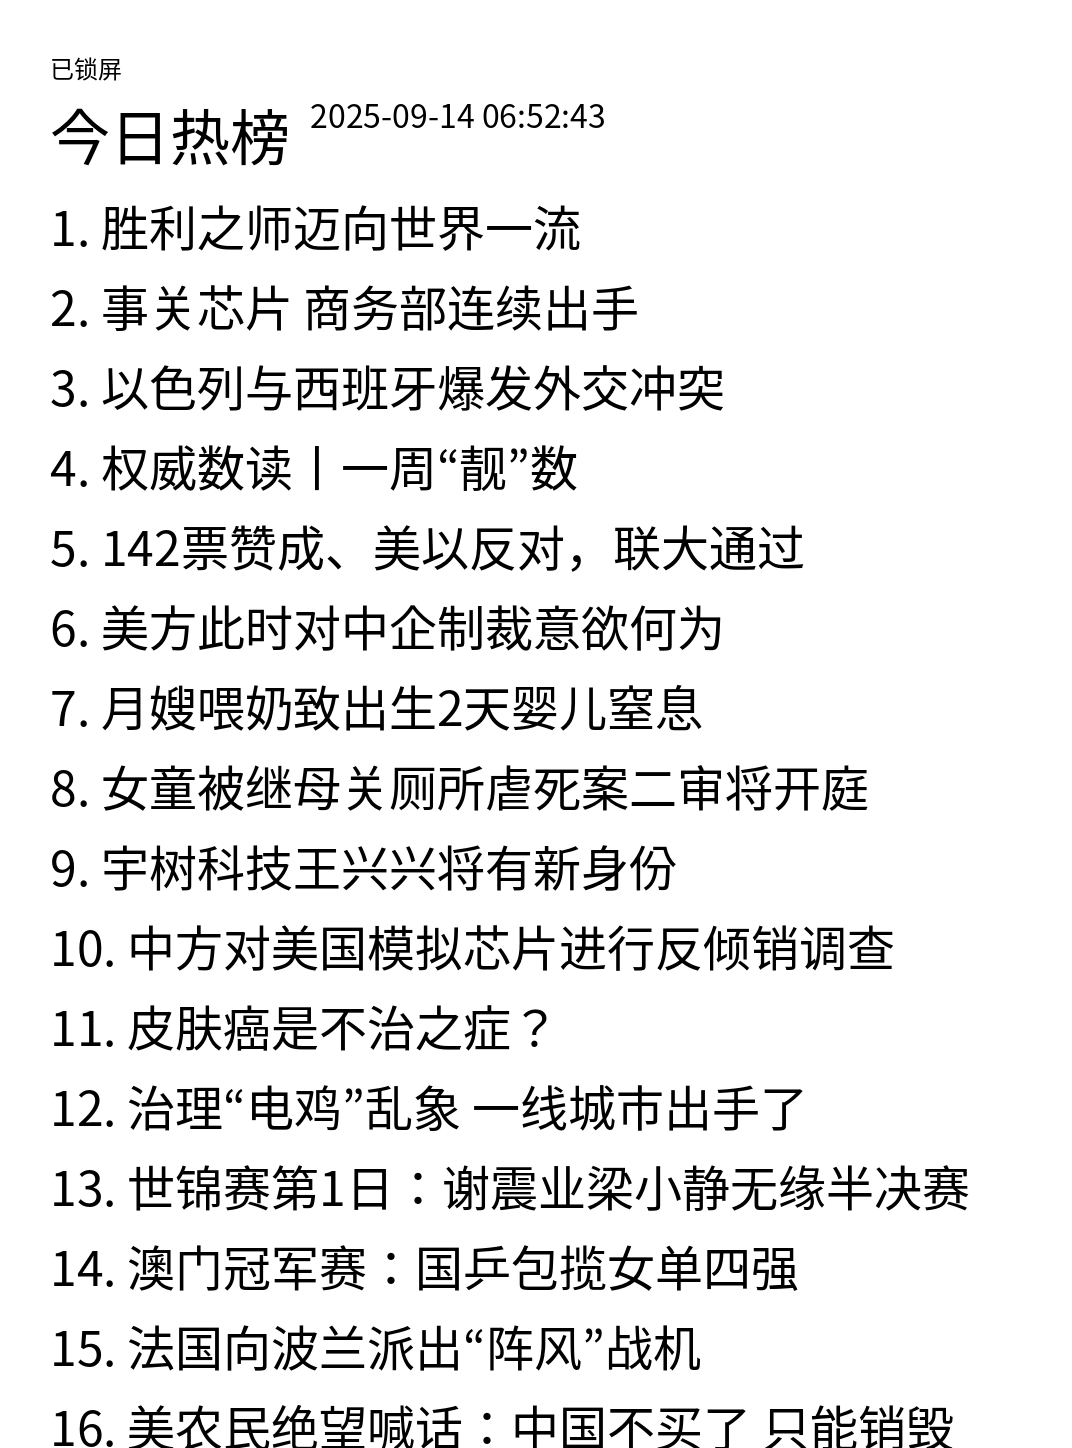 已锁屏
今日热榜 2025-09-14 06:52:43
1. 胜利之师迈向世界一流
2. 事关芯片 商务部连续出手
3. 以色列与西班牙爆发外交冲突
4. 权威数读丨一周“靓”数
5. 142票赞成、美以反对，联大通过
6. 美方此时对中企制裁意欲何为
7. 月嫂喂奶致出生2天婴儿窒息
8. 女童被继母关厕所虐死案二审将开庭
9. 宇树科技王兴兴将有新身份
10. 中方对美国模拟芯片进行反倾销调查
11. 皮肤癌是不治之症？
12. 治理“电鸡”乱象 一线城市出手了
13. 世锦赛第1日：谢震业梁小静无缘半决赛
14. 澳门冠军赛：国乒包揽女单四强
15. 法国向波兰派出“阵风”战机
16. 美农民绝望喊话：中国不买了 只能销毁